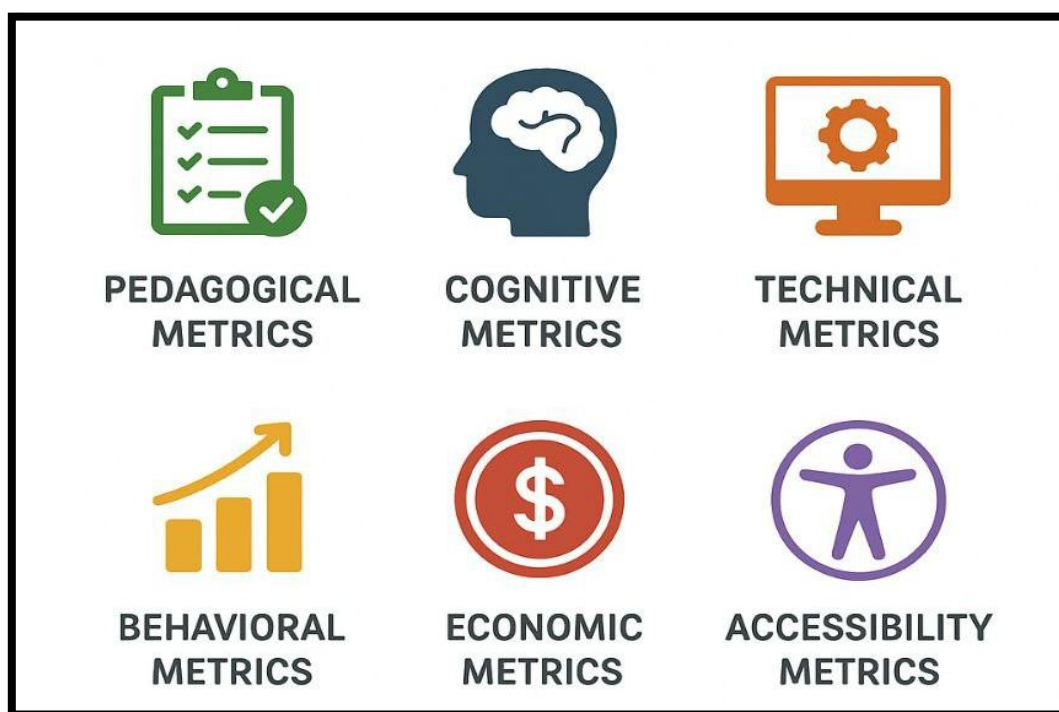 PEDAGOGICAL
METRICS
COGNITIVE
METRICS
TECHNICAL
METRICS
BEHAVIORAL
METRICS
$
ECONOMIC
METRICS
ACCESSIBILITY
METRICS